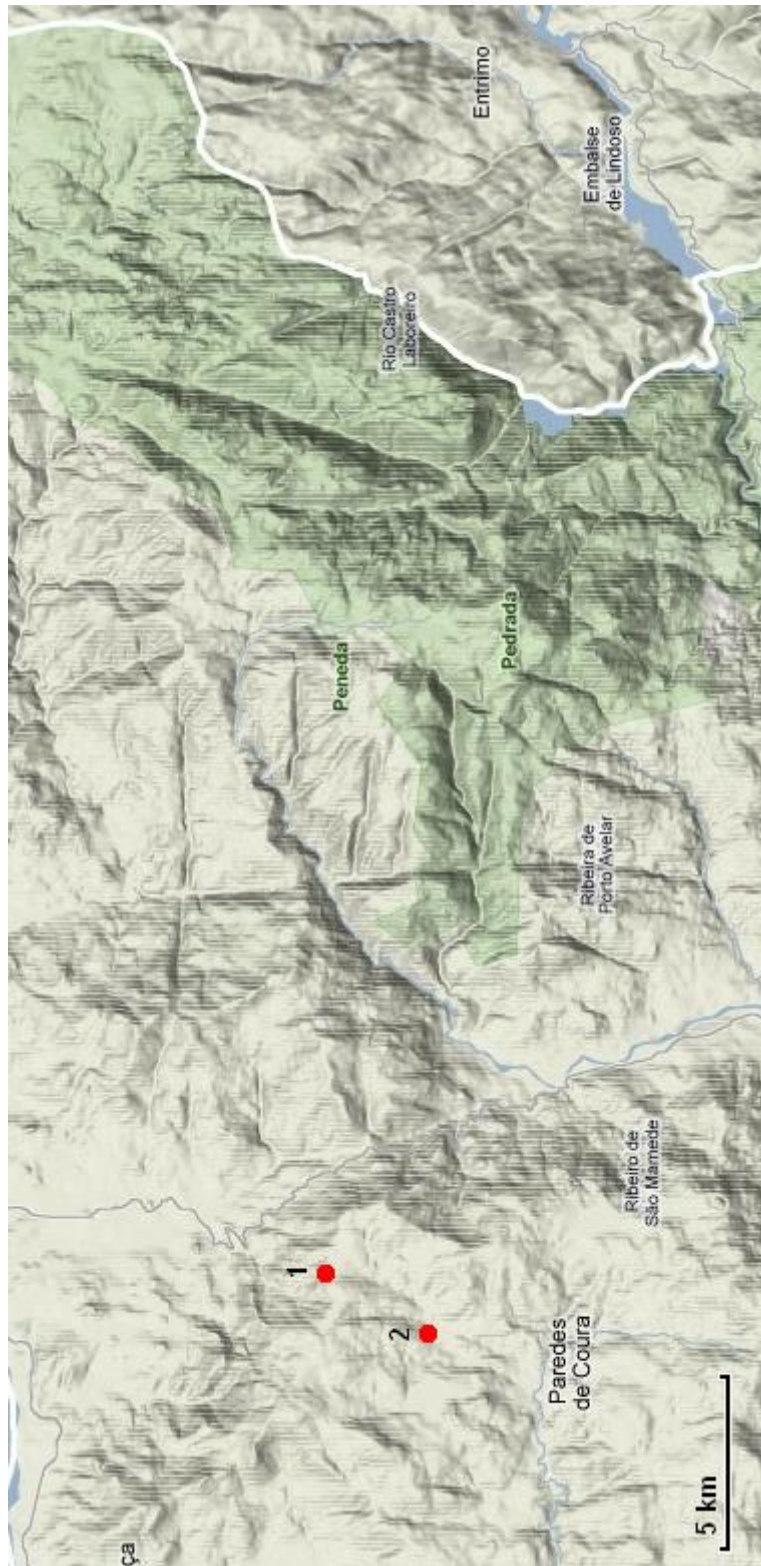 ça
1
Peneda
2
Rio Castro
Laboreiro
Entrimo
Pedrada
Paredes
de Coura
Ribeira de
Porto Avelar
Embalse
de Lindoso
Ribeiro de
São Mamede
5 km